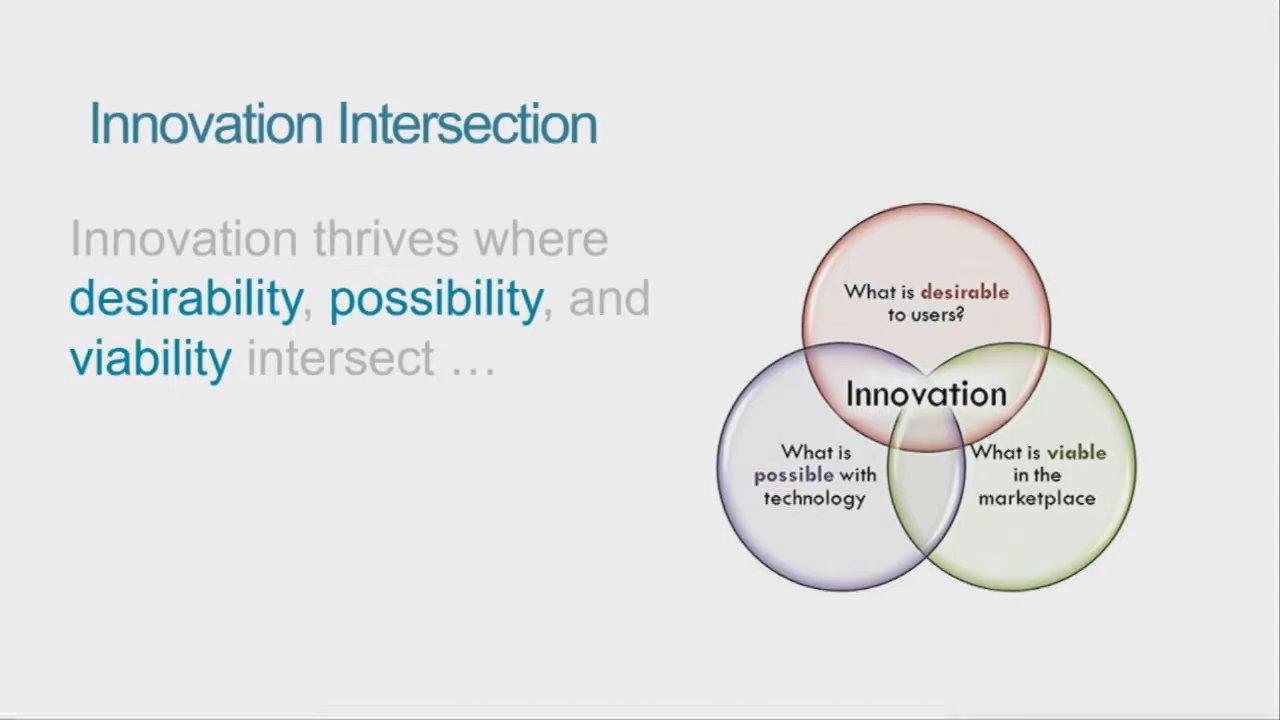 Innovation Intersection
Innovation thrives where
desirability, possibility, and
viability intersect …
What is desirable
to users?
Innovation
What is
possible with
technology
What is viable
in the
marketplace